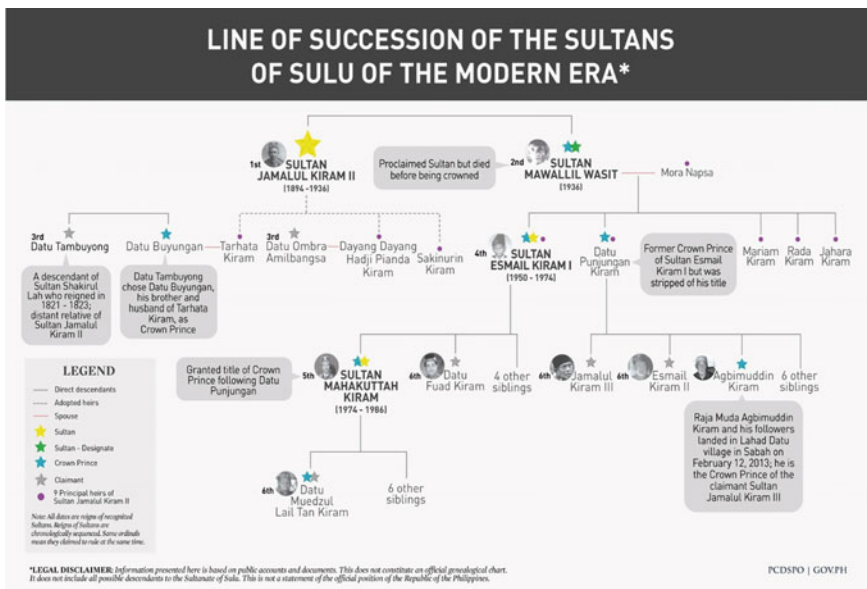 LINE OF SUCCESSION OF THE SULTANS
OF SULU OF THE MODERN ERA*
1st
SULTAN
JAMALUL KIRAM II
(1894 -1936)
Proclaimed Sultan but died
before being crowned
2nd
SULTAN
MAWALLIL WASIT
(1936)
Mora Napsa
3rd
Datu Tambuyong
A descendant of
Sultan Shakirul
Lah who reigned in
1821 - 1823;
distant relative of
Sultan Jamalul
Kiram II
Datu Buyungan
Datu Tambuyong
chose Datu Buyungan,
his brother and
husband of Tarhata
Kiram, as
Crown Prince
Tarhata
Kiram
3rd
Datu Ombra
Amilbangsa
Dayang Dayang
Hadji Pianda
Kiram
Sakinurin
Kiram
4th
SULTAN
ESMAIL KIRAM I
(1950 - 1974)
Datu
Punjungan
Kiram
Former Crown Prince
of Sultan Esmail
Kiram I but was
stripped of his title
Mariam
Kiram
Rada
Kiram
Jahara
Kiram
Granted title of Crown
Prince following Datu
Punjungan
5th
SULTAN
MAHAKUTTAH
KIRAM
(1974 - 1986)
6th
Datu
Fuad Kiram
4 other
siblings
6th
Jamalul
Kiram III
6th
Esmail
Kiram II
Agbimuddin
Kiram
6 other
siblings
Raja Muda Agbimuddin
Kiram and his followers
landed in Lahad Datu
village in Sabah on
February 12, 2013; he is
the Crown Prince of the
claimant Sultan
Jamalul Kiram III
6th
Datu
Muedzul
Lail Tan Kiram
6 other
siblings
LEGEND
Direct descendants
Adopted heirs
Spouse
Sultan
Sultan - Designate
Crown Prince
Claimant
9 Principal heirs of
Sultan Jamalul Kiram II
Note: All dates are reigns of recognized
Sultans. Reigns of Sultans are
chronologically sequenced. Same ordinals
mean they claimed to rule at the same time.
*LEGAL DISCLAIMER: Information presented here is based on public accounts and documents. This does not constitute an official genealogical chart.
It does not include all possible descendants to the Sultanate of Sulu. This is not a statement of the official position of the Republic of the Philippines.
PCDSPO | GOV.PH